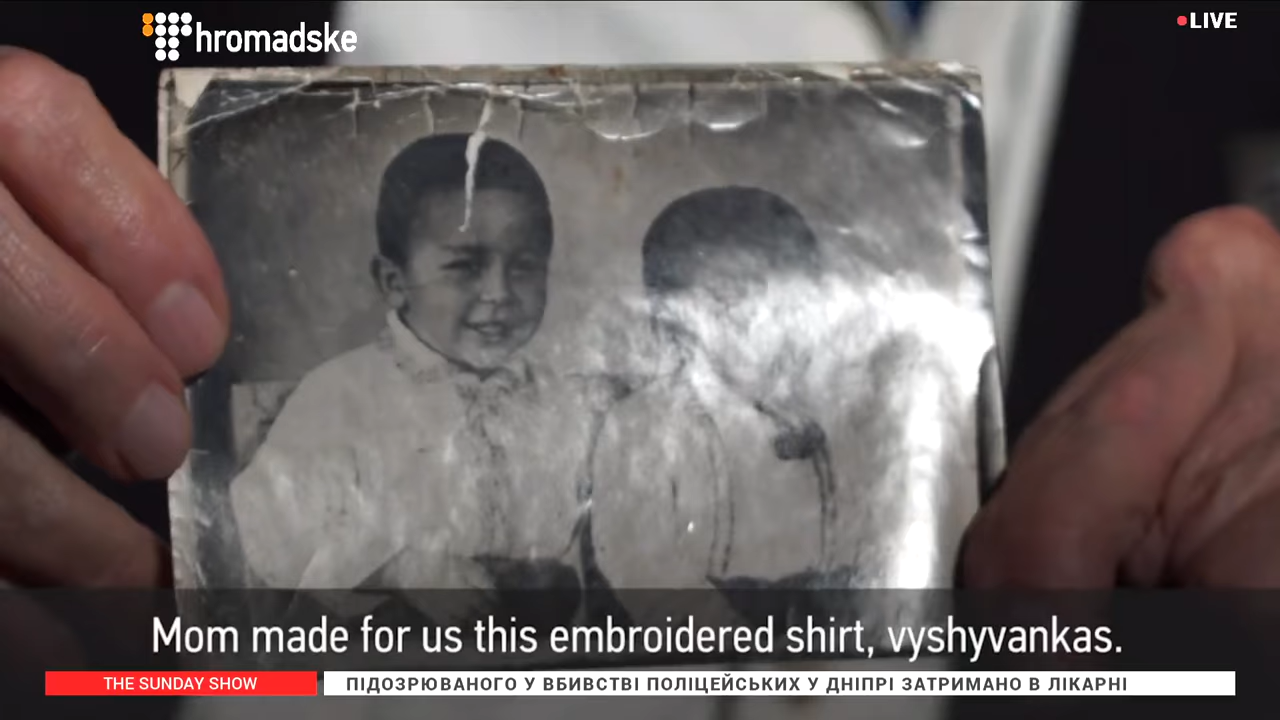 hromadske
LIVE
Mom made for us this embroidered shirt, vyshyvankas.
THE SUNDAY SHOW
ПІДОЗРЮВАНОГО У ВБИВСТВІ ПОЛІЦЕЙСЬКИХ У ДНІПРІ ЗАТРИМАНО В ЛІКАРНІ